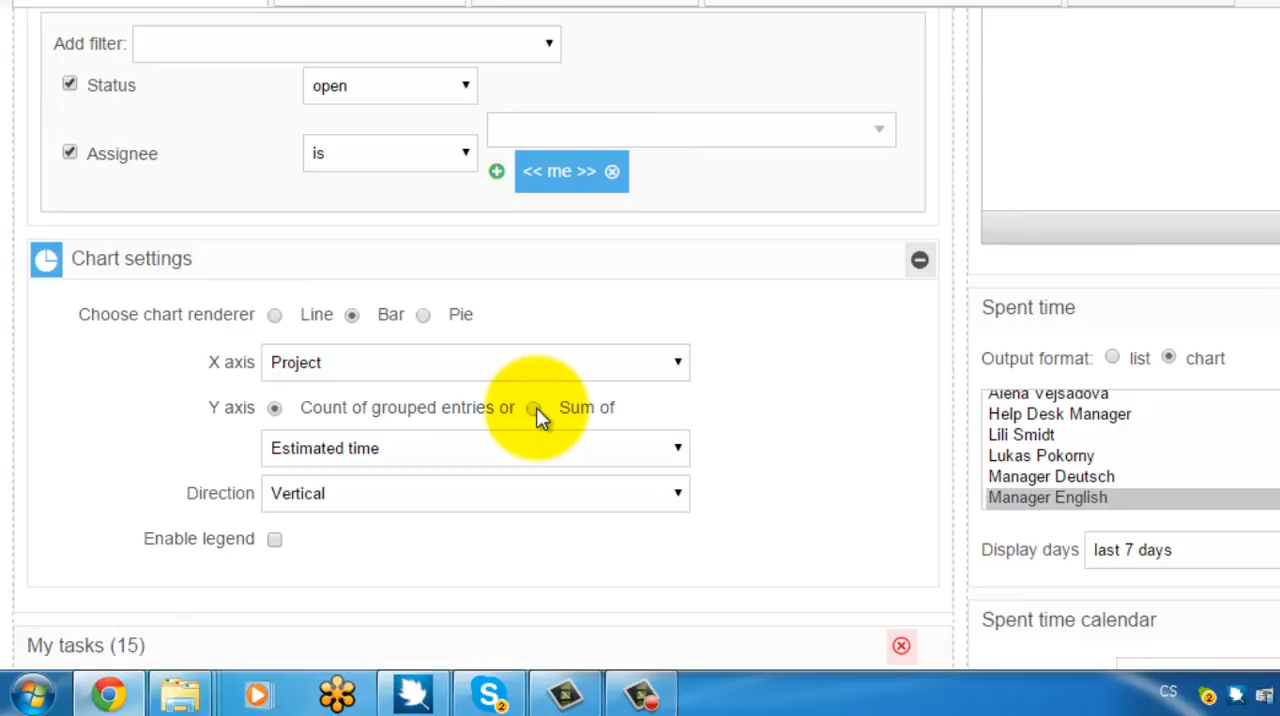 Add filter:
Status
open
Assignee
is
<< me >>
Chart settings
Choose chart renderer Line Bar Pie
X axis Project
Y axis Count of grouped entries or Sum of
Estimated time
Direction Vertical
Enable legend
My tasks (15)
Spent time
Output format: list chart
Alena Vejsadova
Help Desk Manager
Lili Smidt
Lukas Pokorny
Manager Deutsch
Manager English
Display days last 7 days
Spent time calendar
2
CS
2